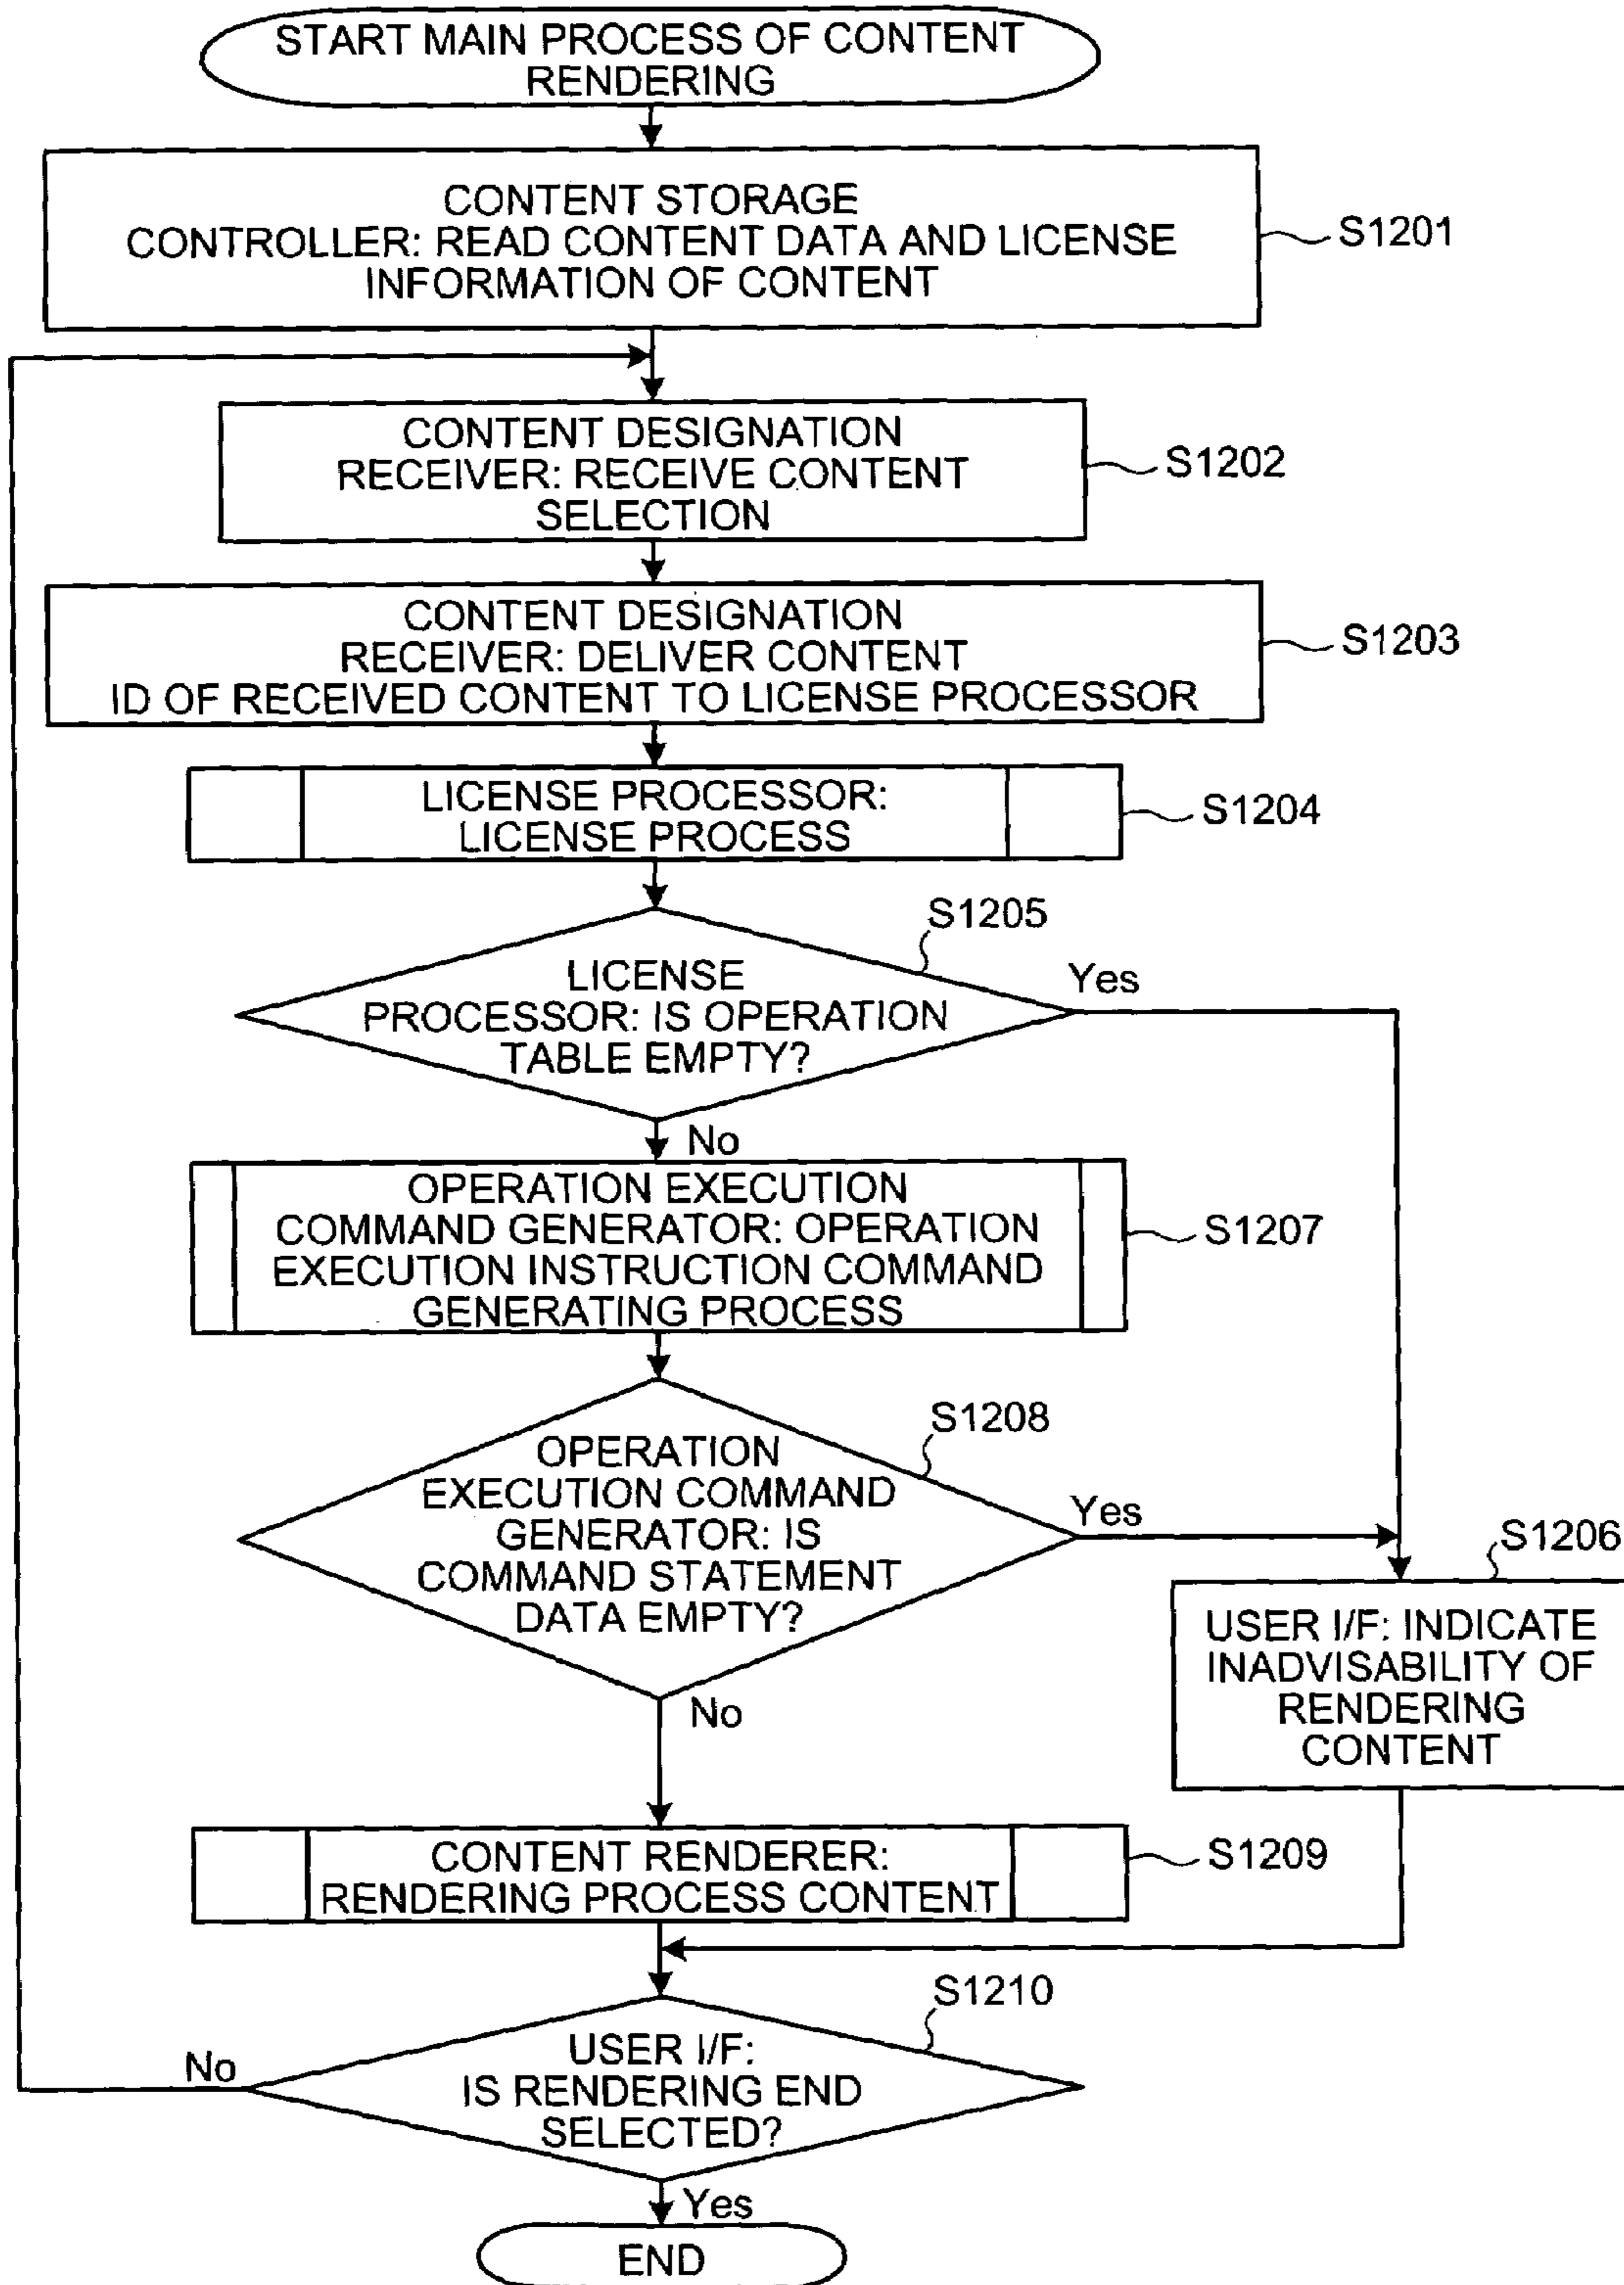 START MAIN PROCESS OF CONTENT
RENDERING
CONTENT STORAGE
CONTROLLER: READ CONTENT DATA AND LICENSE
INFORMATION OF CONTENT
S1201
CONTENT DESIGNATION
RECEIVER: RECEIVE CONTENT
SELECTION
S1202
CONTENT DESIGNATION
RECEIVER: DELIVER CONTENT
ID OF RECEIVED CONTENT TO LICENSE PROCESSOR
S1203
LICENSE PROCESSOR:
LICENSE PROCESS
S1204
S1205
LICENSE
PROCESSOR: IS OPERATION
TABLE EMPTY?
Yes
No
OPERATION EXECUTION
COMMAND GENERATOR: OPERATION
EXECUTION INSTRUCTION COMMAND
GENERATING PROCESS
S1207
S1208
OPERATION
EXECUTION COMMAND
GENERATOR: IS
COMMAND STATEMENT
DATA EMPTY?
Yes
No
S1206
USER I/F: INDICATE
INADVISABILITY OF
RENDERING
CONTENT
CONTENT RENDERER:
RENDERING PROCESS CONTENT
S1209
S1210
USER I/F:
IS RENDERING END
SELECTED?
No
Yes
END